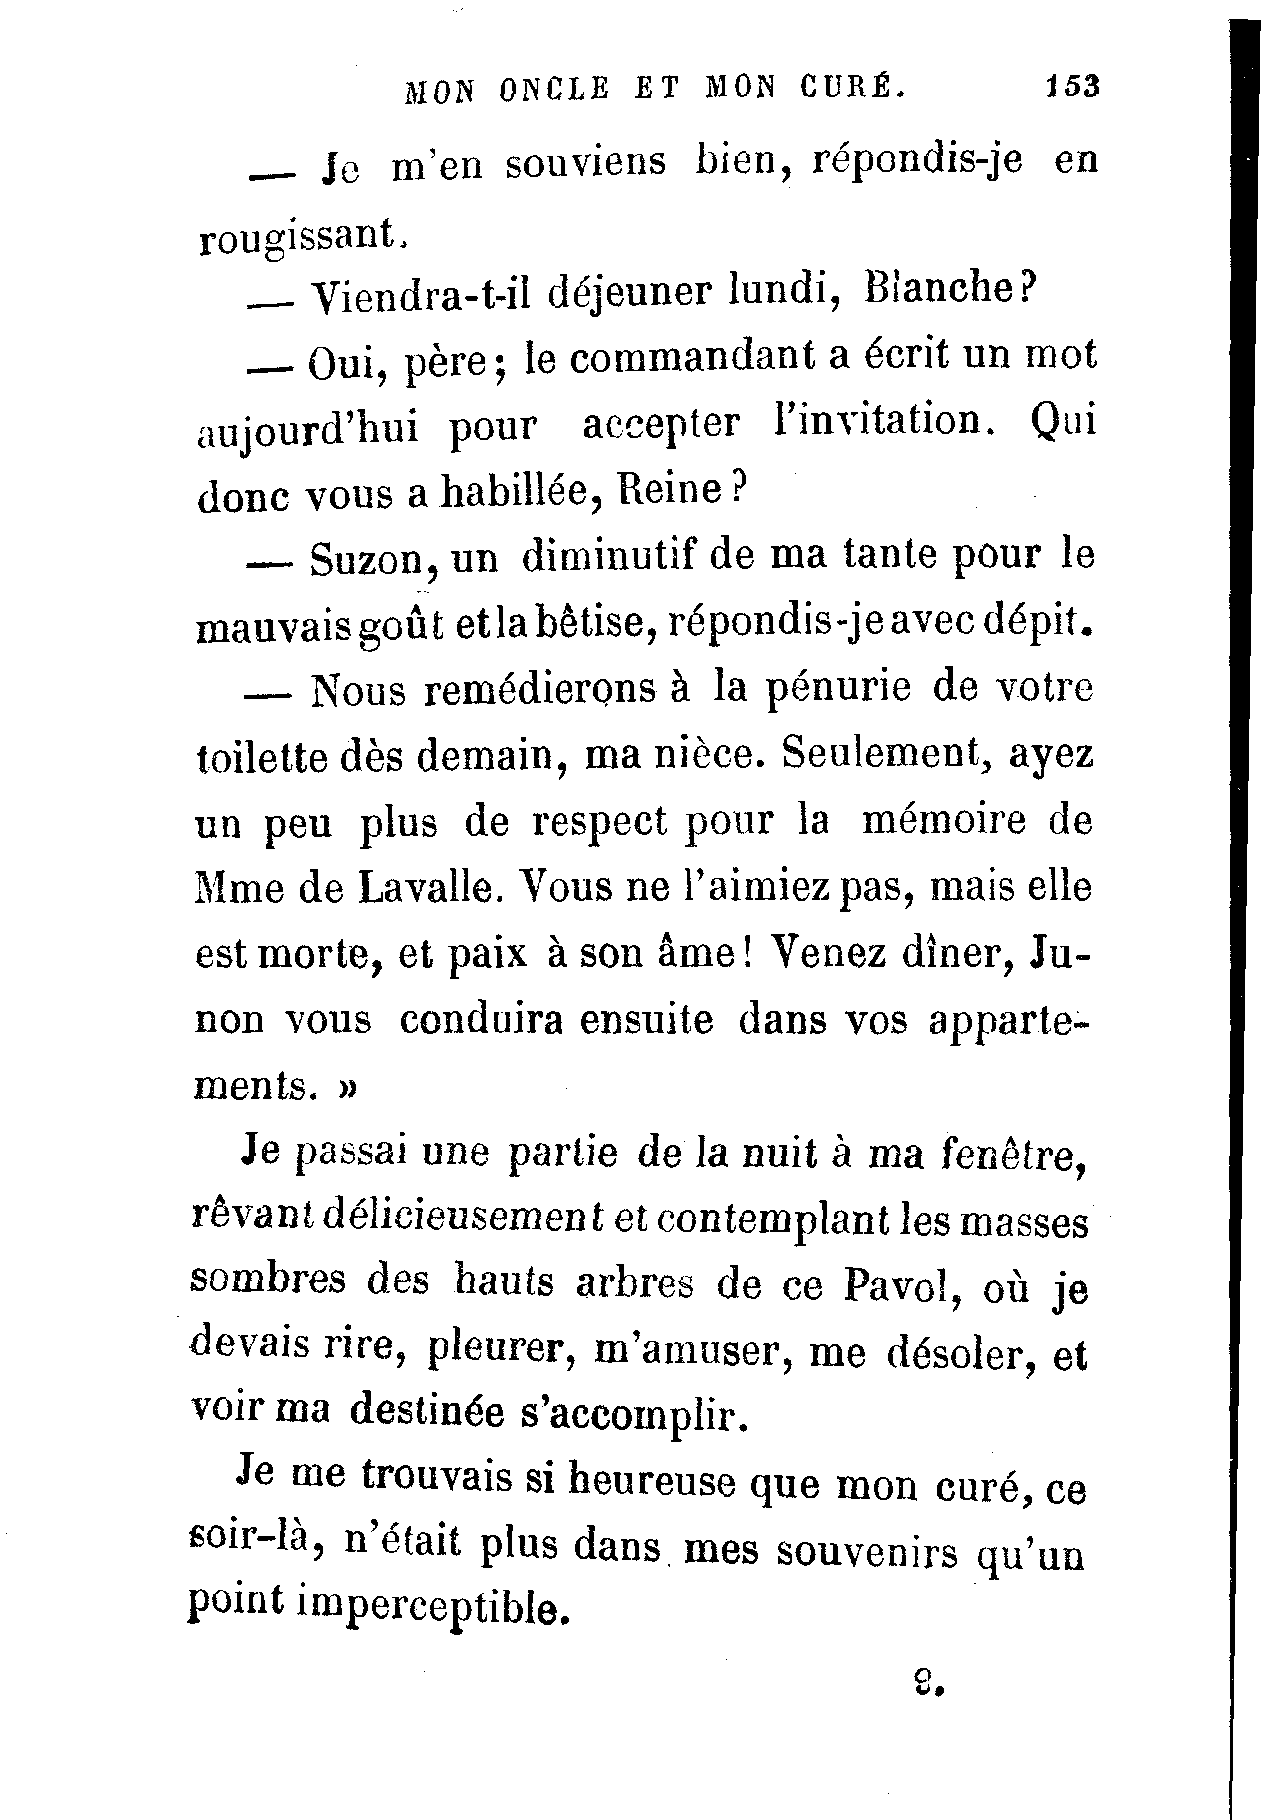 MON ONCLE ET MON CURÉ. 153
— Je m'en souviens bien, répondis-je en
rougissant.
— Viendra-t-il déjeuner lundi, Blanche?
— Oui, père; le commandant a écrit un mot
aujourd'hui pour accepter l'invitation. Qui
donc vous a habillée, Reine?
— Suzon, un diminutif de ma tante pour le
mauvais goût et la bêtise, répondis-je avec dépit.
— Nous remédierons à la pénurie de votre
toilette dès demain, ma nièce. Seulement, ayez
un peu plus de respect pour la mémoire de
Mme de Lavalle. Vous ne l'aimiez pas, mais elle
est morte, et paix à son âme! Venez dîner, Ju-
non vous conduira ensuite dans vos apparte-
ments. »
Je passai une partie de la nuit à ma fenêtre,
rêvant délicieusement et contemplant les masses
sombres des hauts arbres de ce Pavol, où je
devais rire, pleurer, m'amuser, me désoler, et
voir ma destinée s'accomplir.
Je me trouvais si heureuse que mon curé, ce
soir-là, n'était plus dans mes souvenirs qu'un
point imperceptible.